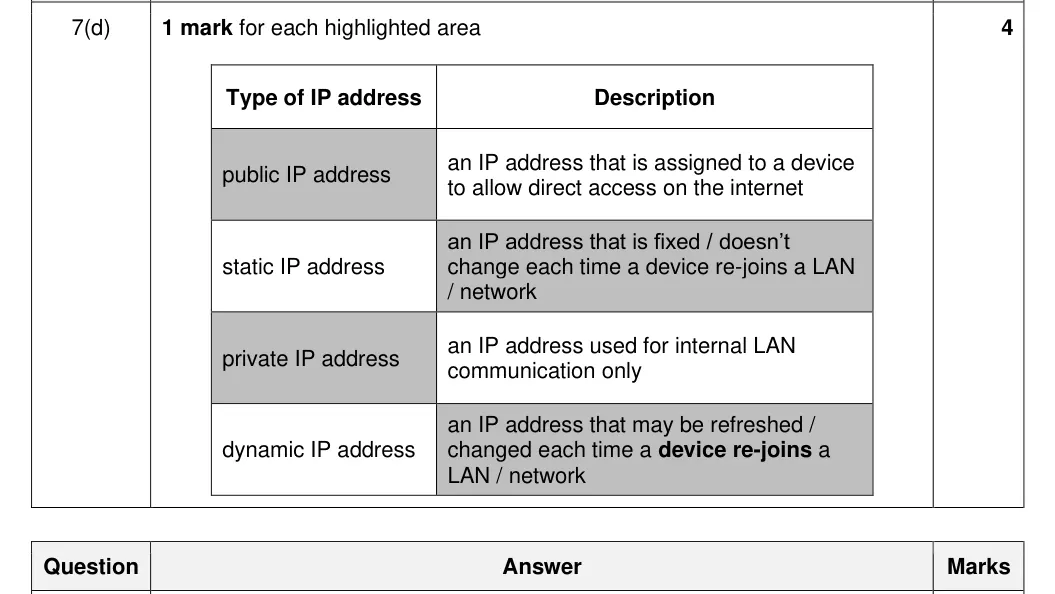 7(d) 1 mark for each highlighted area 4
Type of IP address Description
public IP address
an IP address that is assigned to a device
to allow direct access on the internet
static IP address
an IP address that is fixed / doesn’t
change each time a device re-joins a LAN
/ network
private IP address
an IP address used for internal LAN
communication only
dynamic IP address
an IP address that may be refreshed /
changed each time a device re-joins a
LAN / network
Question Answer Marks